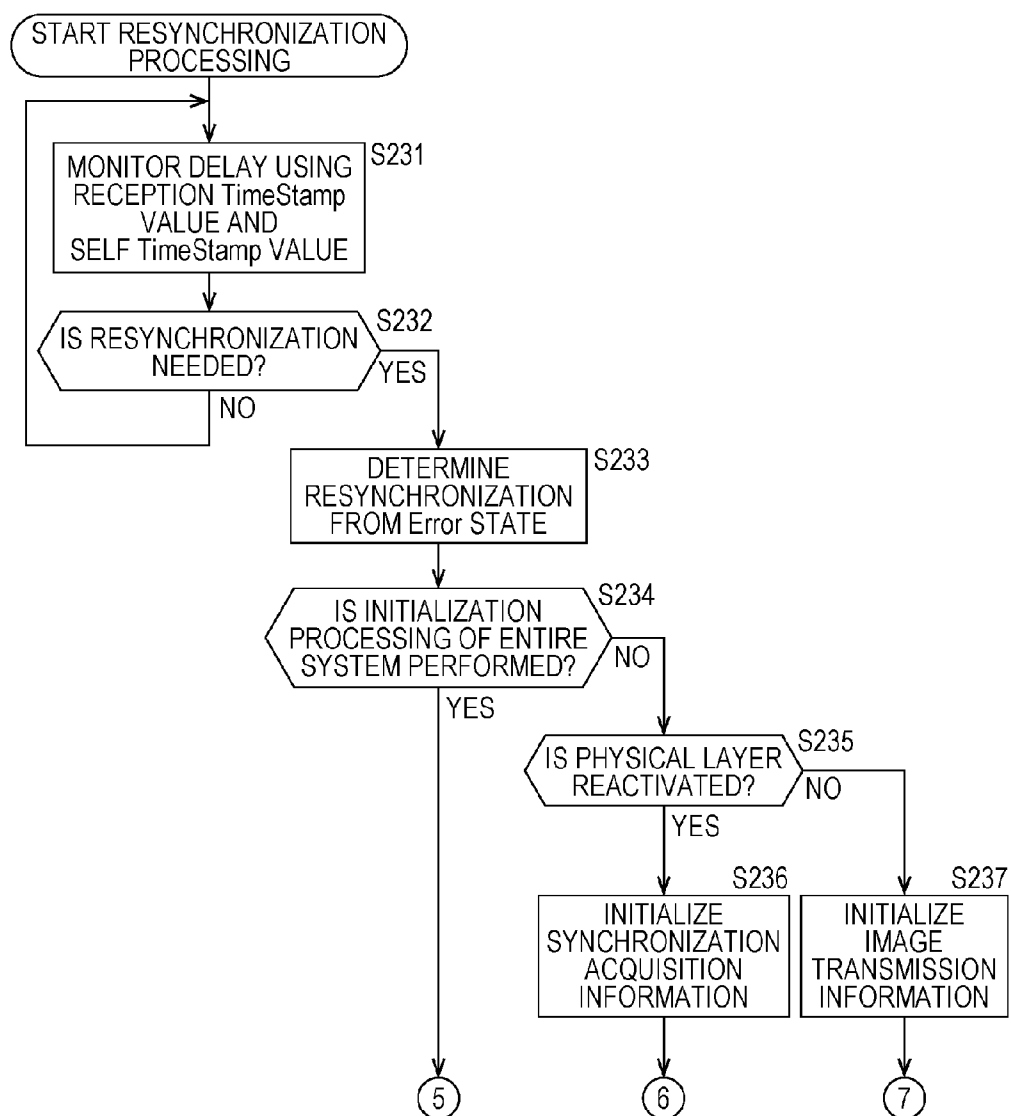 START RESYNCHRONIZATION
PROCESSING
S231
MONITOR DELAY USING
RECEPTION TimeStamp
VALUE AND
SELF TimeStamp VALUE
S232
IS RESYNCHRONIZATION
NEEDED?
YES
NO
S233
DETERMINE
RESYNCHRONIZATION
FROM Error STATE
S234
IS INITIALIZATION
PROCESSING OF ENTIRE
SYSTEM PERFORMED?
NO
YES
S235
IS PHYSICAL LAYER
REACTIVATED?
NO
YES
S236
INITIALIZE
SYNCHRONIZATION
ACQUISITION
INFORMATION
S237
INITIALIZE
IMAGE
TRANSMISSION
INFORMATION
5
6
7